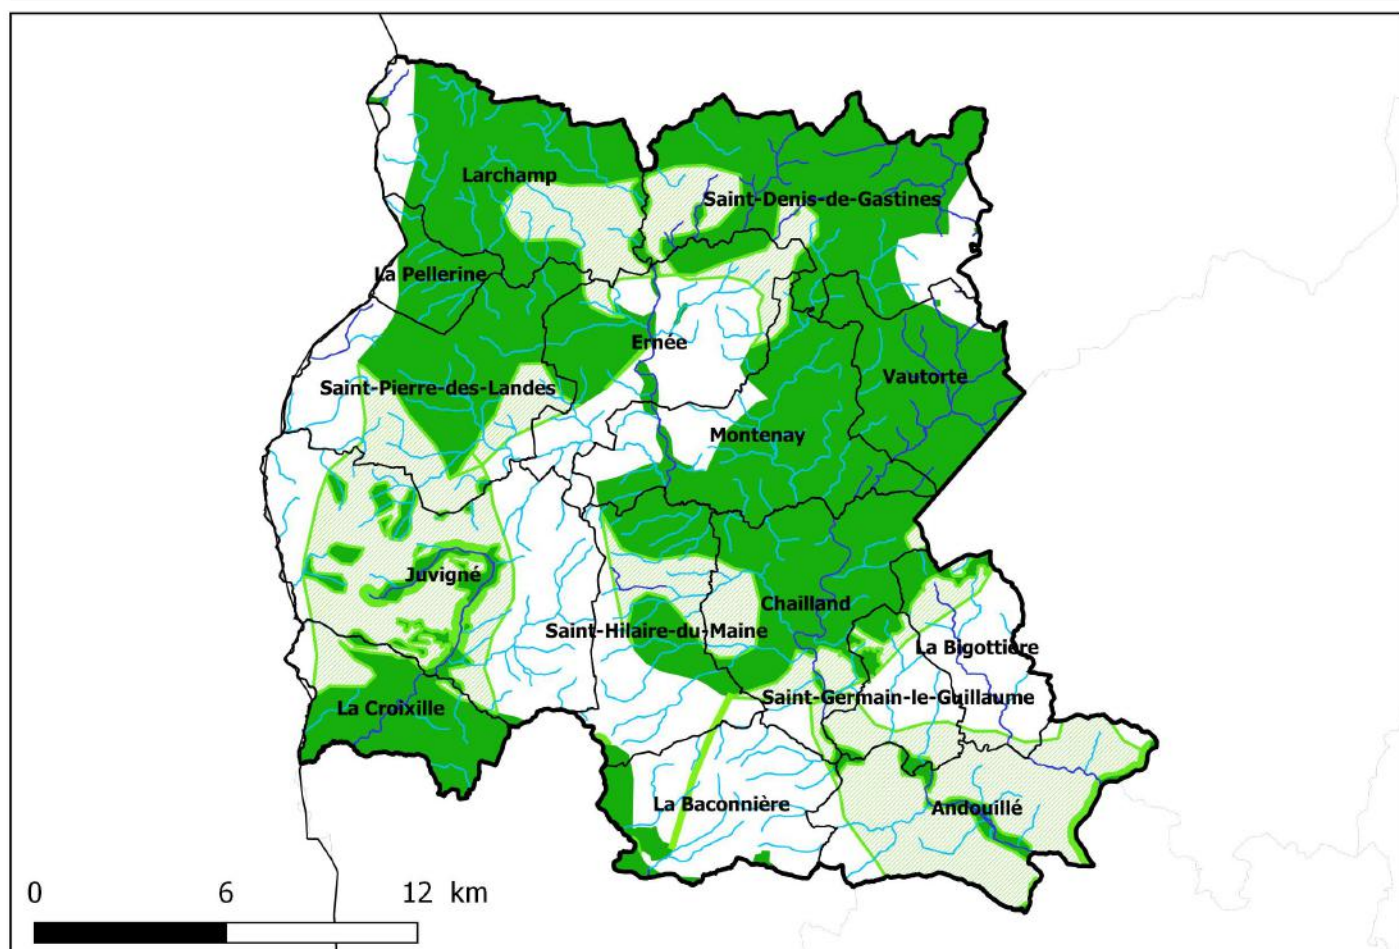 Larchamp
Saint-Denis-de-Gastines
La Pellerine
Ernée
Vautorte
Saint-Pierre-des-Landes
Montenay
Juvigné
Chailland
Saint-Hilaire-du-Maine
La Bigottière
Saint-Germain-le-Guillaume
La Croixille
La Baconnière
Andouillé
0 6 12 km